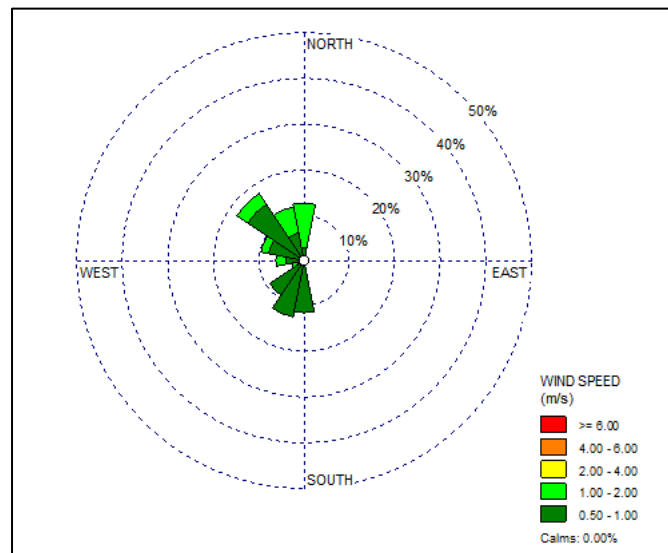 NORTH
50%
40%
30%
20%
10%
WEST
EAST
SOUTH
WIND SPEED
(m/s)
>= 6.00
4.00 - 6.00
2.00 - 4.00
1.00 - 2.00
0.50 - 1.00
Calms: 0.00%